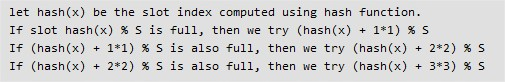 let hash(x) be the slot index computed using hash function.
If slot hash(x) % S is full, then we try (hash(x) + 1*1) % S
If (hash(x) + 1*1) % S is also full, then we try (hash(x) + 2*2) % S
If (hash(x) + 2*2) % S is also full, then we try (hash(x) + 3*3) % S